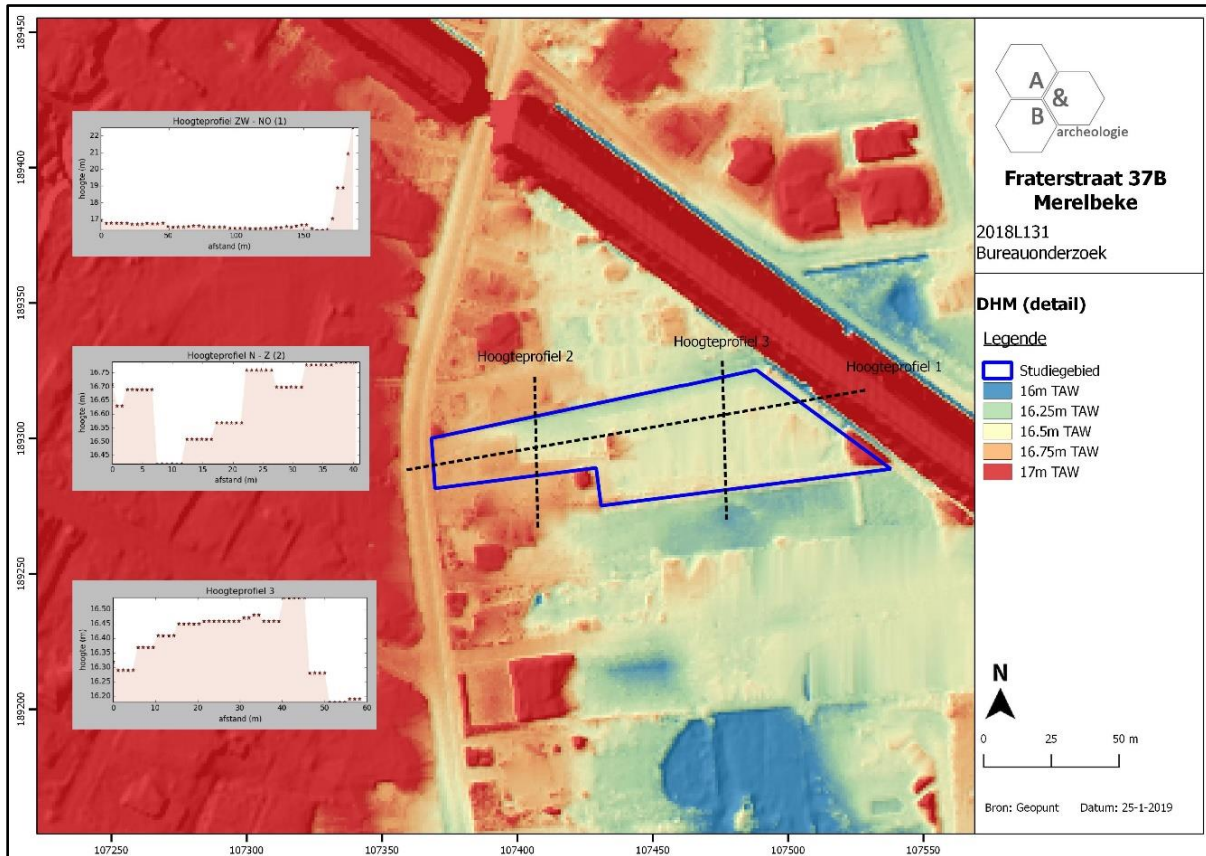 189450
189400
189350
189300
189250
189200
107250
107300
107350
107400
107450
107500
107550
Hoogteprofiel ZW - NO (1)
hoogte (m)
22
21
20
19
18
17
0
50
100
150
afstand (m)
Hoogteprofiel N - Z (2)
hoogte (m)
16.75
16.70
16.65
16.60
16.55
16.50
16.45
0
5
10
15
20
25
30
35
40
afstand (m)
Hoogteprofiel 3
hoogte (m)
16.50
16.45
16.40
16.35
16.30
16.25
16.20
0
10
20
30
40
50
60
afstand (m)
Hoogteprofiel 2
Hoogteprofiel 3
Hoogteprofiel 1
A
&
B
archeologie
Fraterstraat 37B
Merelbeke
2018L131
Bureauonderzoek
DHM (detail)
Legende
Studiegebied
16m TAW
16.25m TAW
16.5m TAW
16.75m TAW
17m TAW
N
0 25 50 m
Bron: Geopunt Datum: 25-1-2019